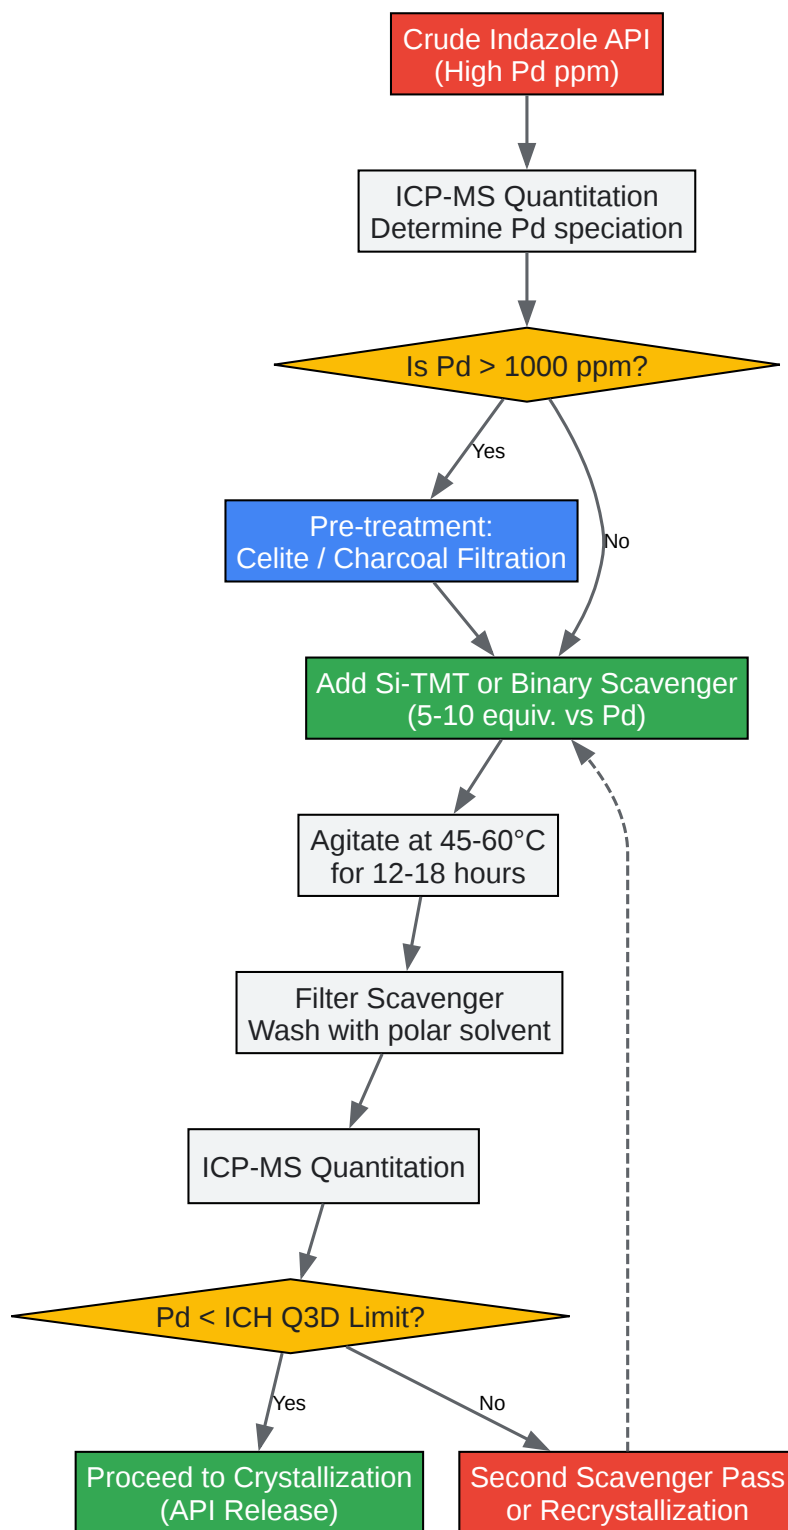 Crude Indazole API
(High Pd ppm)
ICP-MS Quantitation
Determine Pd speciation
Is Pd > 1000 ppm?
Yes
Pre-treatment:
Celite / Charcoal Filtration
No
Add Si-TMT or Binary Scavenger
(5-10 equiv. vs Pd)
Agitate at 45-60°C
for 12-18 hours
Filter Scavenger
Wash with polar solvent
ICP-MS Quantitation
Pd < ICH Q3D Limit?
Yes
No
Proceed to Crystallization
(API Release)
Second Scavenger Pass
or Recrystallization